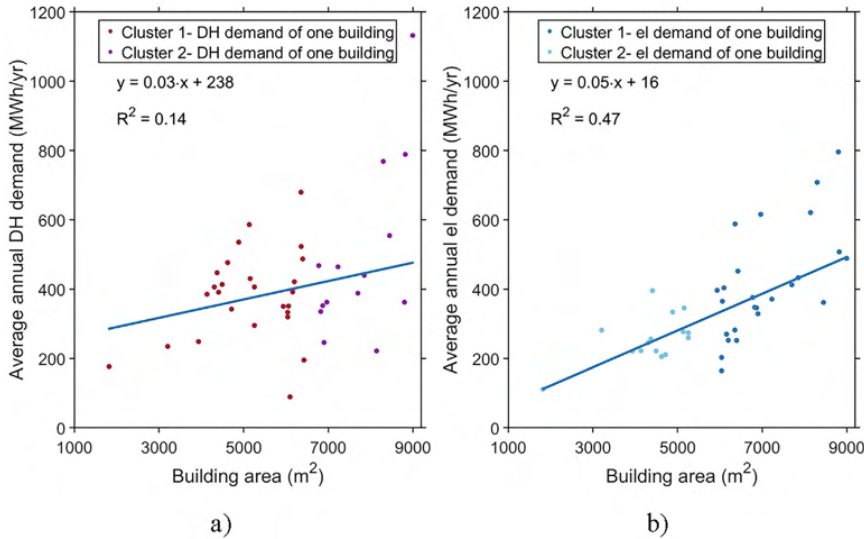 1200
1000
800
600
400
200
0
1000
3000
5000
7000
9000
Average annual DH demand (MWh/yr)
Building area (m²)
Cluster 1- DH demand of one building
Cluster 2- DH demand of one building
y = 0.03·x + 238
R² = 0.14
a)
1200
1000
800
600
400
200
0
1000
3000
5000
7000
9000
Average annual el demand (MWh/yr)
Building area (m²)
Cluster 1- el demand of one building
Cluster 2- el demand of one building
y = 0.05·x + 16
R² = 0.47
b)